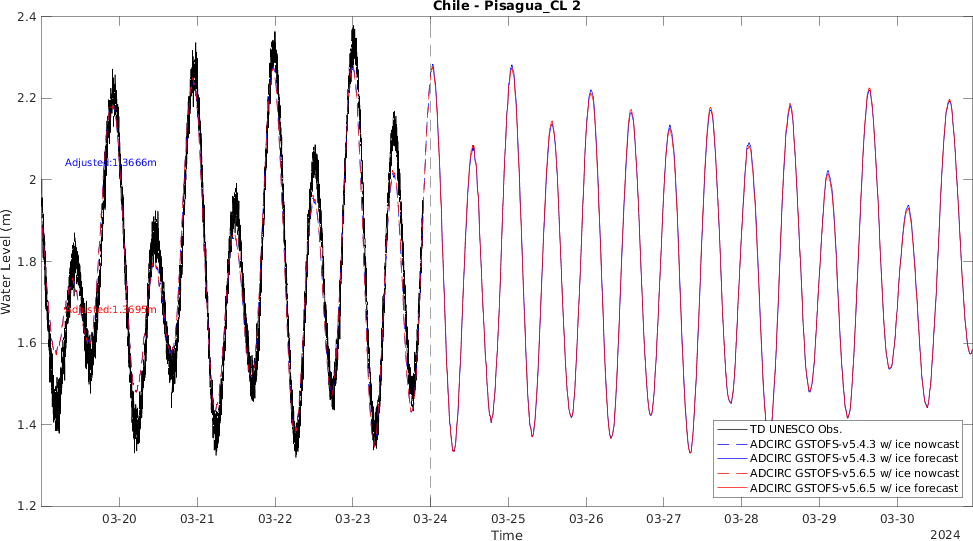 Chile - Pisagua_CL 2
2.4
2.2
2
1.8
1.6
1.4
1.2
Water Level (m)
Adjusted:1.3666m
Adjusted:1.3695m
TD UNESCO Obs.
ADCIRC GSTOFS-v5.4.3 w/ ice nowcast
ADCIRC GSTOFS-v5.4.3 w/ ice forecast
ADCIRC GSTOFS-v5.6.5 w/ ice nowcast
ADCIRC GSTOFS-v5.6.5 w/ ice forecast
03-20 03-21 03-22 03-23 03-24 03-25 03-26 03-27 03-28 03-29 03-30
Time
2024